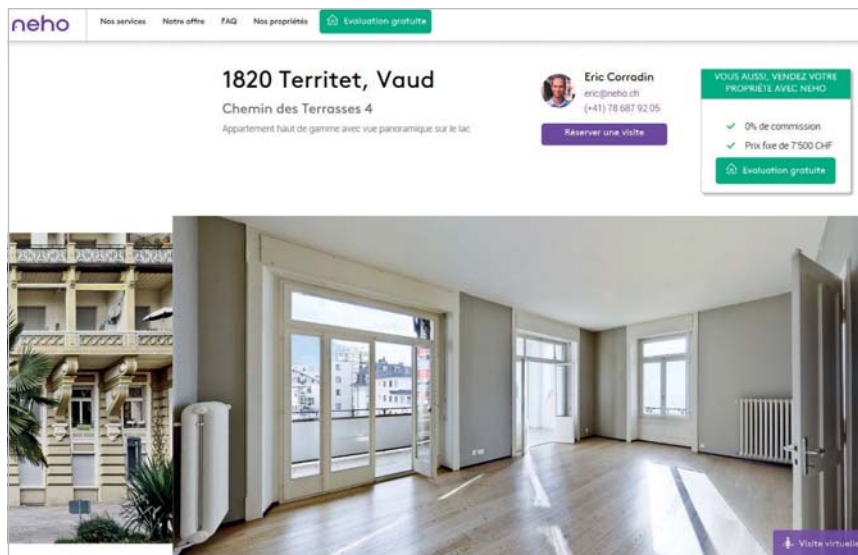 neho
Nos services Notre offre FAQ Nos propriétés Evaluation gratuite
1820 Territet, Vaud
Chemin des Terrasses 4
Appartement haut de gamme avec vue panoramique sur le lac
Eric Corradin
eric@neho.ch
(+41) 78 687 92 05
Réserver une visite
VOUS AUSSI, VENDEZ VOTRE
PROPRIÉTÉ AVEC NEHO
0% de commission
Prix fixe de 7'500 CHF
Evaluation gratuite
Visite virtuelle